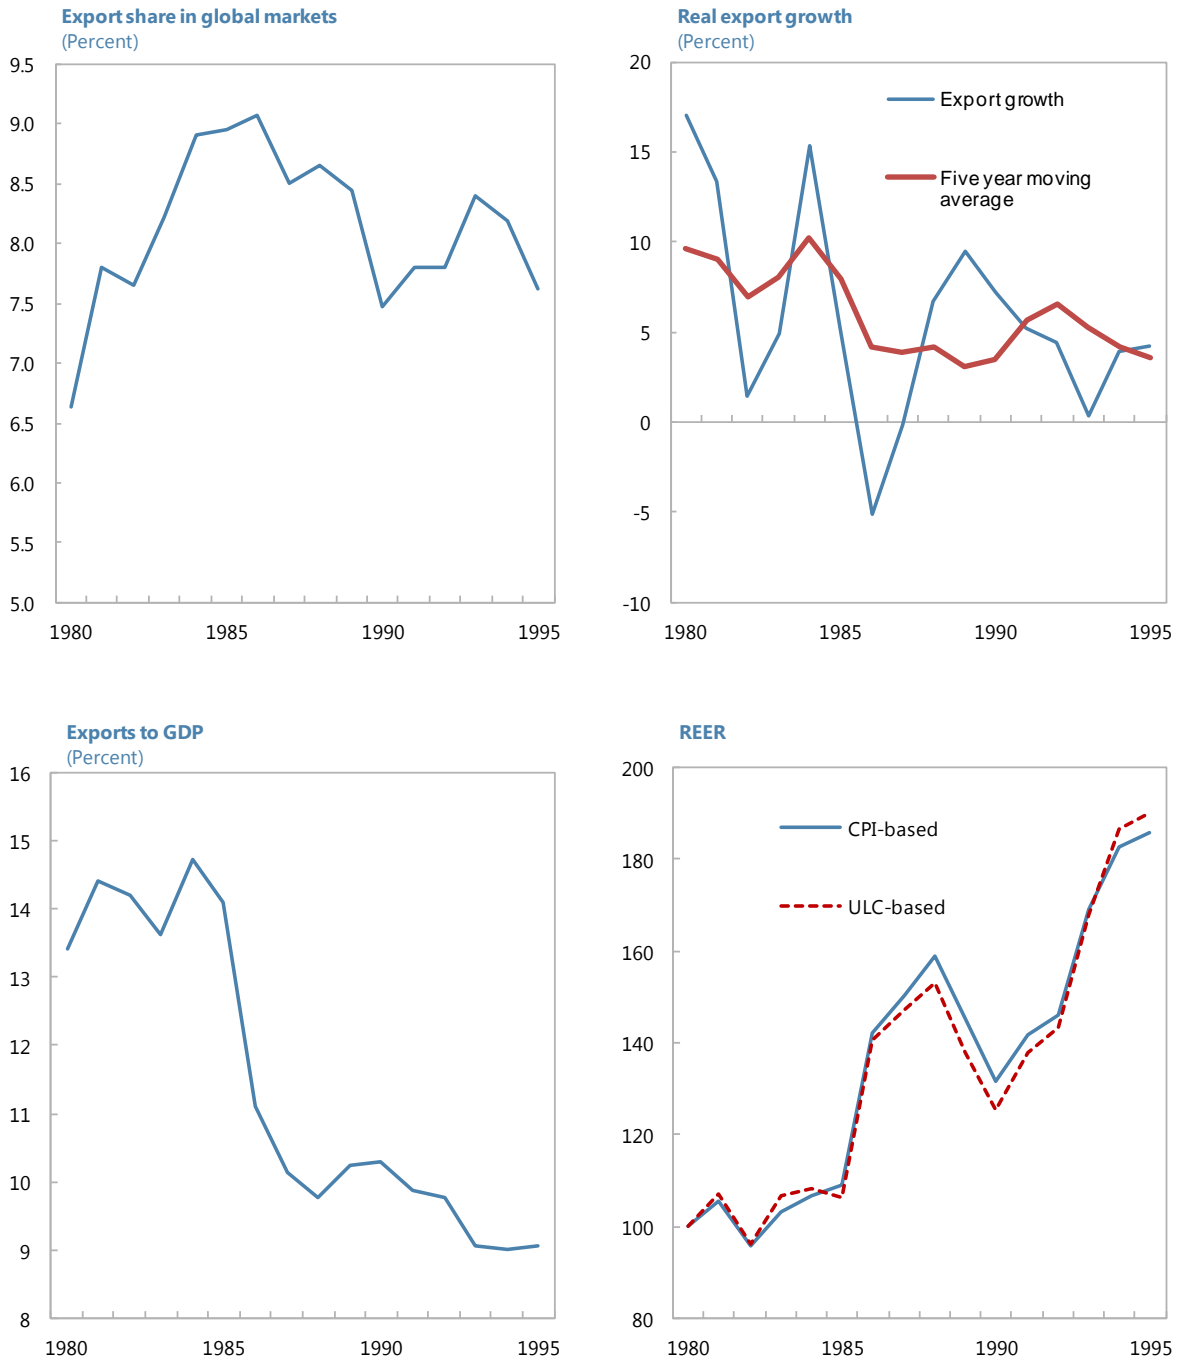 Export share in global markets
(Percent)
9.5
9.0
8.5
8.0
7.5
7.0
6.5
6.0
5.5
5.0
1980 1985 1990 1995
Real export growth
(Percent)
20
15
10
5
0
-5
-10
Export growth
Five year moving
average
1980 1985 1990 1995
Exports to GDP
(Percent)
16
15
14
13
12
11
10
9
8
1980 1985 1990 1995
REER
200
180
160
140
120
100
80
CPI-based
ULC-based
1980 1985 1990 1995